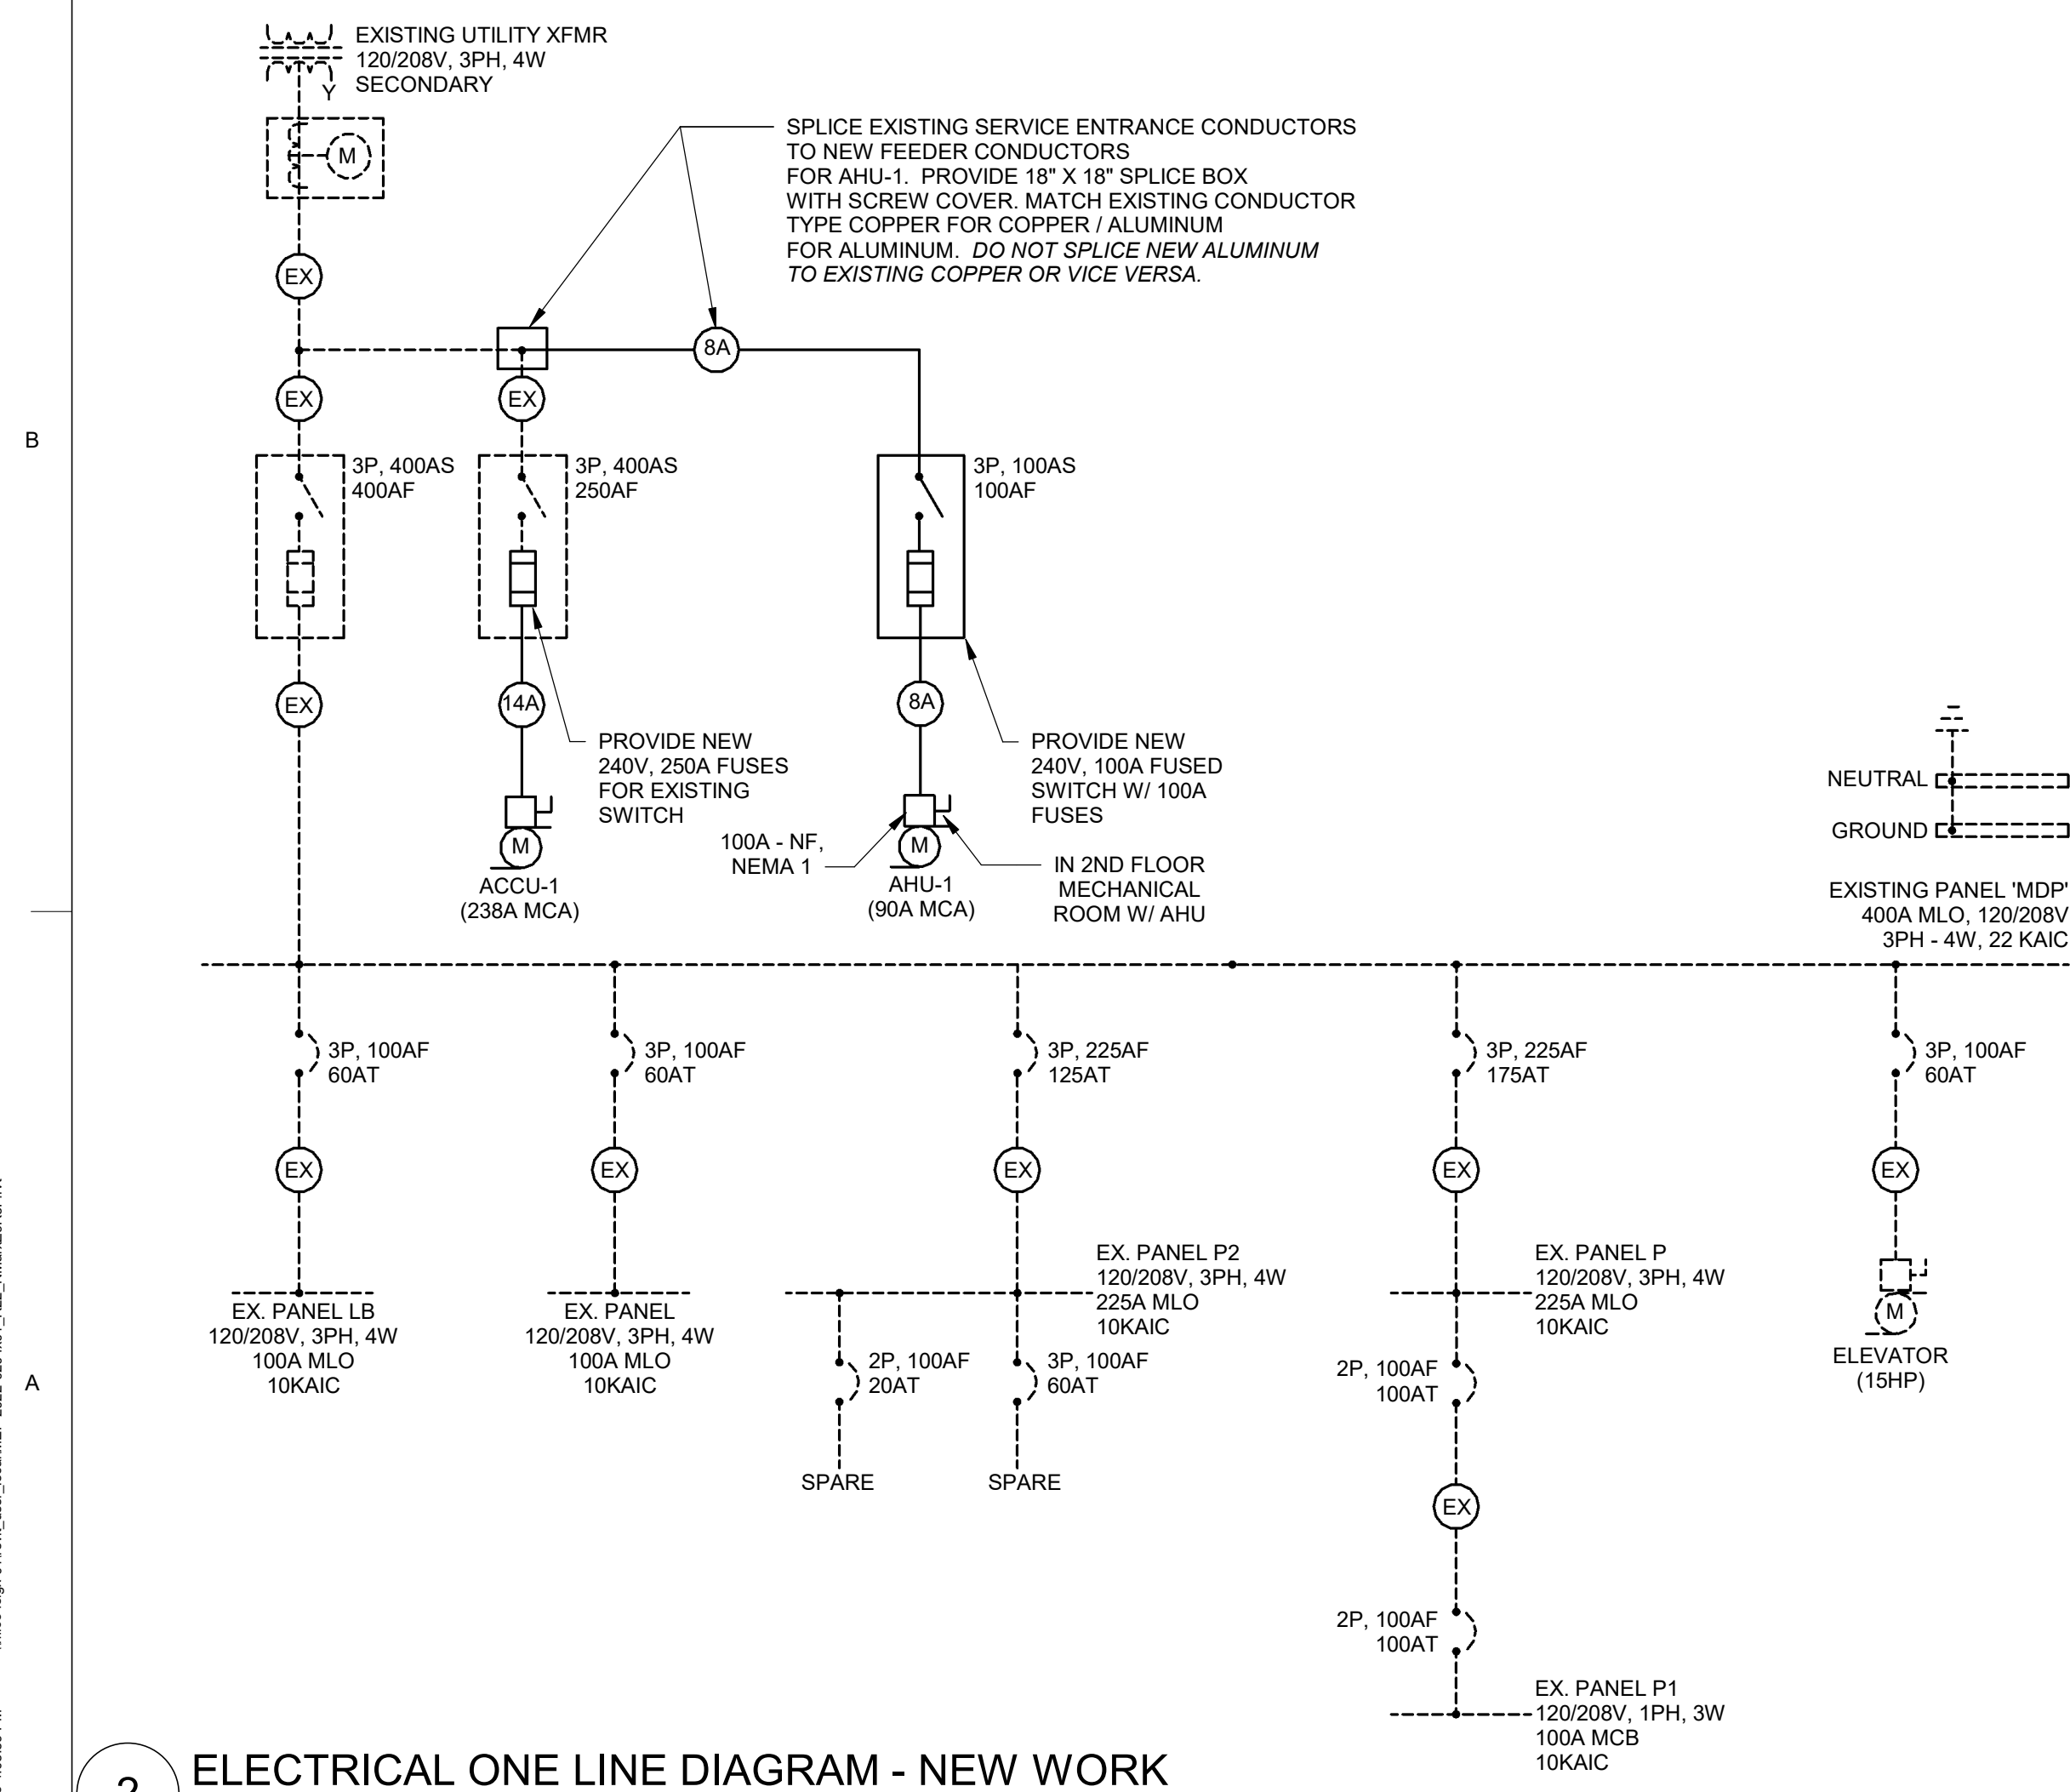 EXISTING UTILITY XFMR
120/208V, 3PH, 4W
SECONDARY
Y
M
SPLICE EXISTING SERVICE ENTRANCE CONDUCTORS
TO NEW FEEDER CONDUCTORS
FOR AHU-1. PROVIDE 18" X 18" SPLICE BOX
WITH SCREW COVER. MATCH EXISTING CONDUCTOR
TYPE COPPER FOR COPPER / ALUMINUM
FOR ALUMINUM. DO NOT SPLICE NEW ALUMINUM
TO EXISTING COPPER OR VICE VERSA.
EX
8A
EX
EX
B
3P, 400AS
400AF
3P, 400AS
250AF
3P, 100AS
100AF
EX
14A
8A
PROVIDE NEW
240V, 250A FUSES
FOR EXISTING
SWITCH
PROVIDE NEW
240V, 100A FUSED
SWITCH W/ 100A
FUSES
100A - NF,
NEMA 1
M
M
IN 2ND FLOOR
MECHANICAL
ROOM W/ AHU
ACCU-1
(238A MCA)
AHU-1
(90A MCA)
NEUTRAL
GROUND
EXISTING PANEL 'MDP'
400A MLO, 120/208V
3PH - 4W, 22 KAIC
3P, 100AF
60AT
3P, 100AF
60AT
3P, 225AF
125AT
3P, 225AF
175AT
3P, 100AF
60AT
EX
EX
EX
EX
EX
EX. PANEL LB
120/208V, 3PH, 4W
100A MLO
10KAIC
EX. PANEL
120/208V, 3PH, 4W
100A MLO
10KAIC
EX. PANEL P2
120/208V, 3PH, 4W
225A MLO
10KAIC
EX. PANEL P
120/208V, 3PH, 4W
225A MLO
10KAIC
M
ELEVATOR
(15HP)
A
2P, 100AF
20AT
3P, 100AF
60AT
2P, 100AF
100AT
SPARE
SPARE
EX
2P, 100AF
100AT
EX. PANEL P1
120/208V, 1PH, 3W
100A MCB
10KAIC
2
ELECTRICAL ONE LINE DIAGRAM - NEW WORK